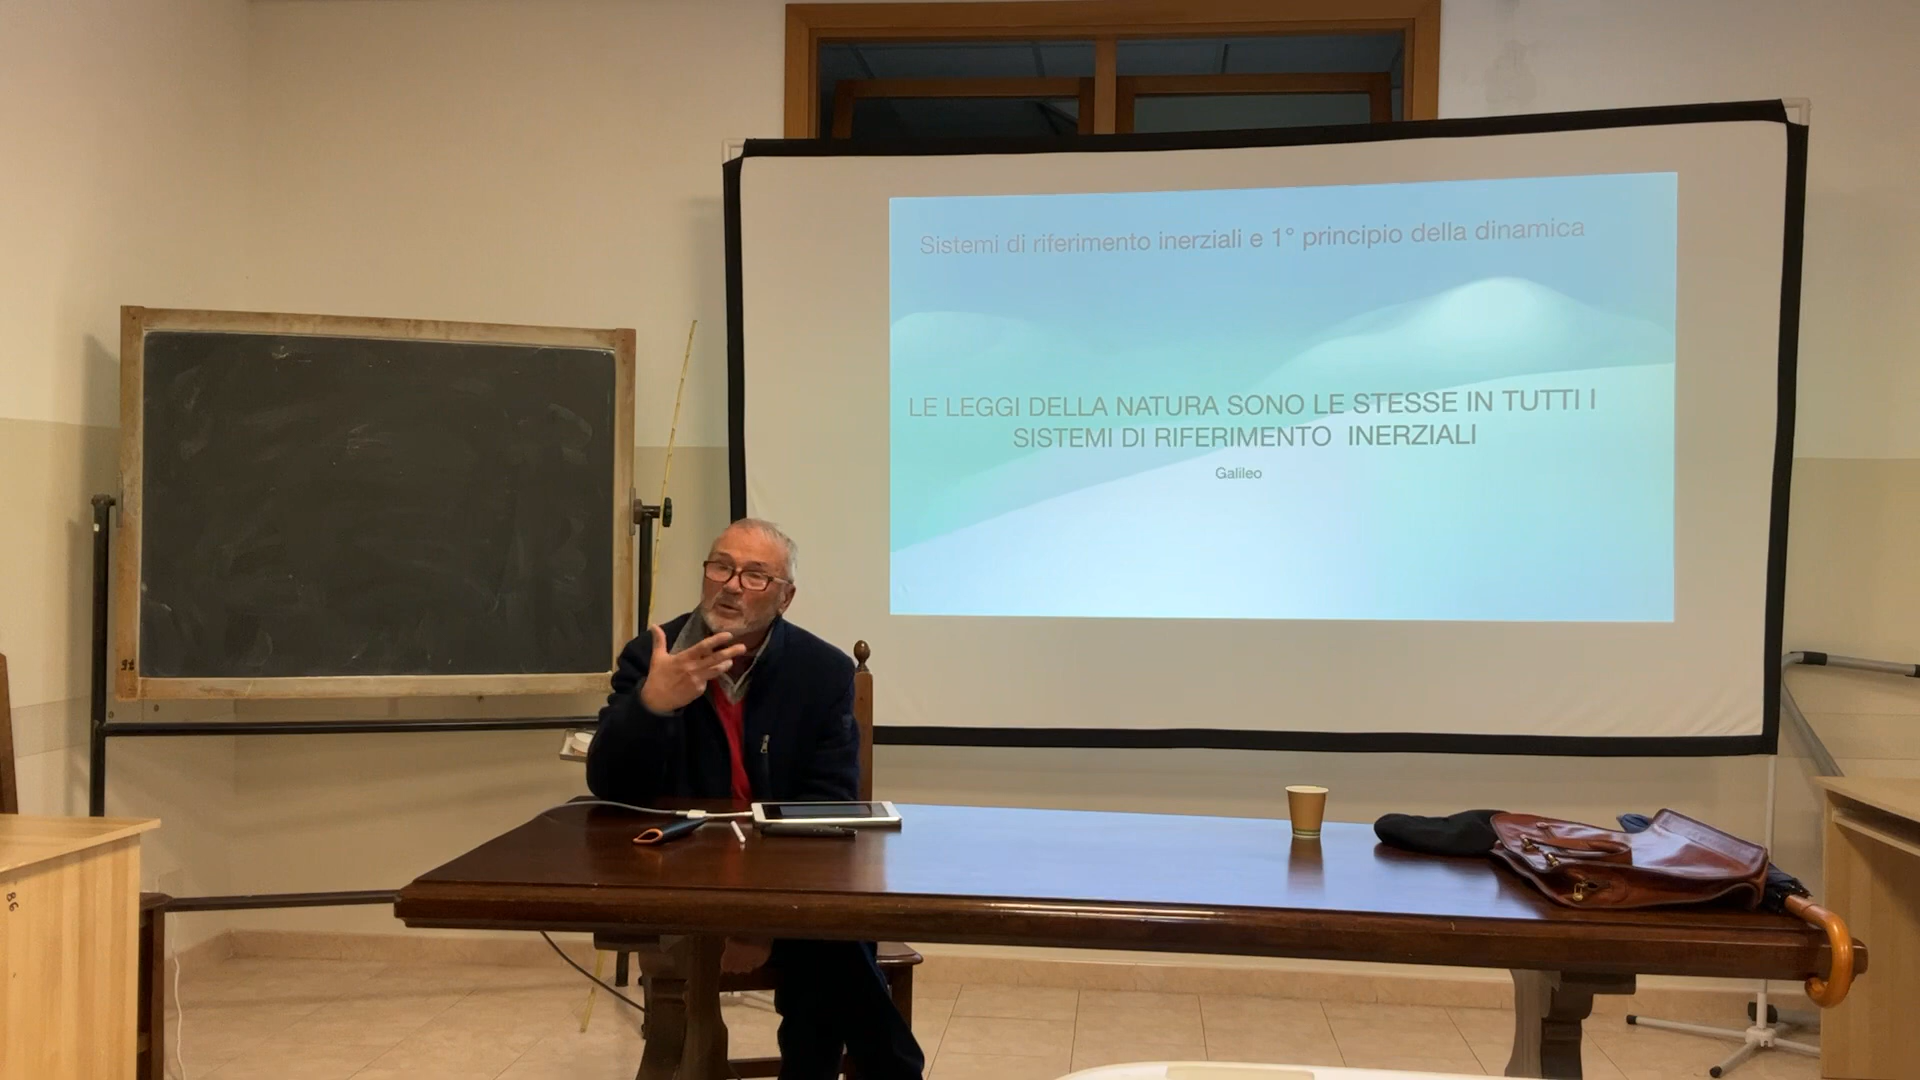 Sistemi di riferimento inerziali e 1° principio della dinamica
LE LEGGI DELLA NATURA SONO LE STESSE IN TUTTI I
SISTEMI DI RIFERIMENTO INERZIALI
Galileo
86